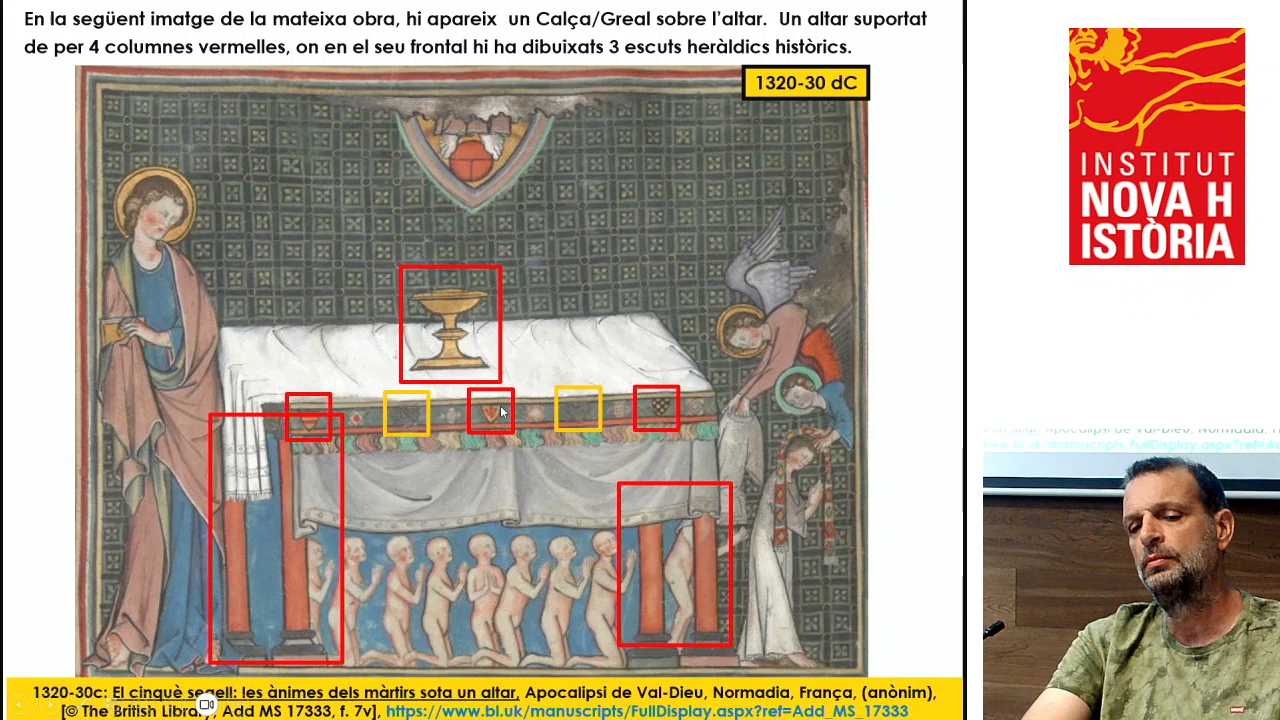 En la següent imatge de la mateixa obra, hi apareix un Calça/Greal sobre l'altar. Un altar suportat
de per 4 columnes vermelles, on en el seu frontal hi ha dibuixats 3 escuts heràldics històrics.
1320-30 dC
INSTITUT
NOVA H
ISTÒRIA
1320-30c: El cinquè segell: les ànimes dels màrtirs sota un altar, Apocalipsi de Val-Dieu, Normadia, França, (anònim),
[© The British Library, Add MS 17333, f. 7v], https://www.bl.uk/manuscripts/FullDisplay.aspx?ref=Add_MS_17333